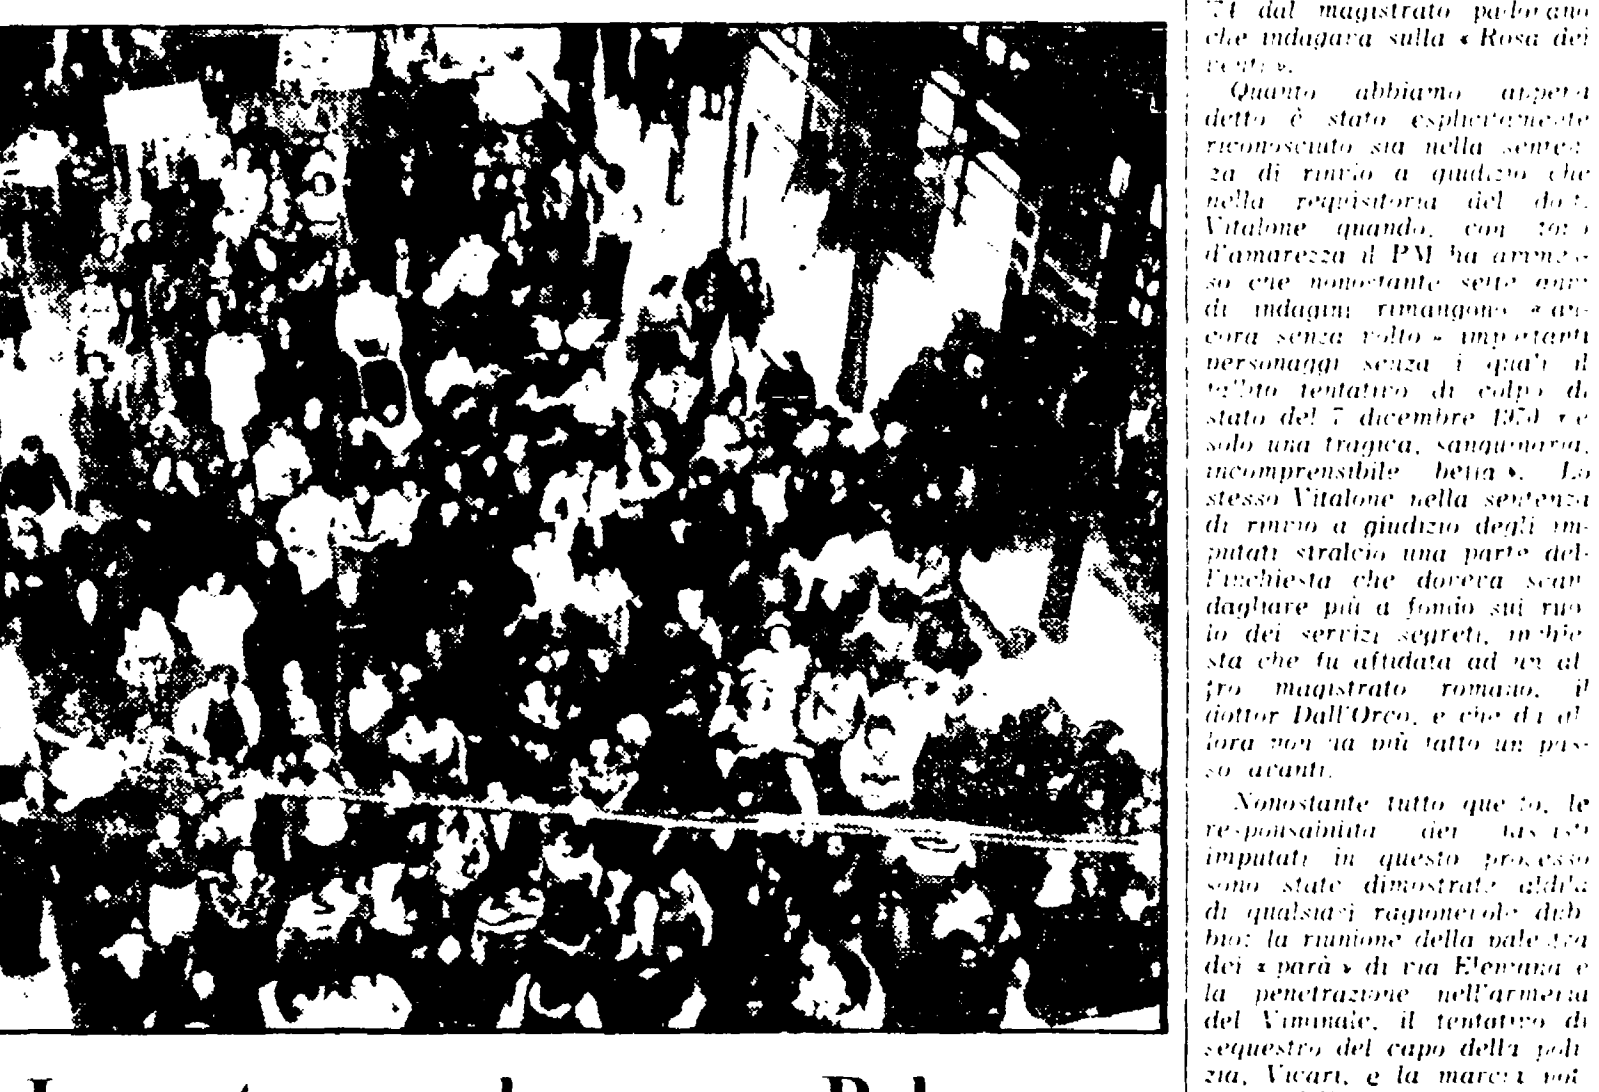 '74 dal magistrato padovano
che indagava sulla « Rosa dei
venti ».
Quanto abbiamo appena
detto è stato esplicitamente
riconosciuto sia nella senten-
za di rinvio a giudizio che
nella requisitoria del dott.
Vitalone quando, con tono
d'amarezza il PM ha ammes-
so che nonostante sette anni
di indagini rimangono « an-
cora senza volto » importanti
personaggi senza i quali il
fallito tentativo di colpo di
stato del 7 dicembre 1970 « è
solo una tragica, sanguinaria,
incomprensibile beffa ». Lo
stesso Vitalone nella sentenza
di rinvio a giudizio degli im-
putati stralciò una parte del-
l'inchiesta che doveva scan-
dagliare più a fondo sul ruo-
lo dei servizi segreti, inchie-
sta che fu affidata ad un al-
tro magistrato romano, il
dottor Dall'Orco, e che da al-
lora non ha più fatto un pas-
so avanti.
Nonostante tutto questo, le
responsabilità dei fascisti
imputati in questo processo
sono state dimostrate aldilà
di qualsiasi ragionevole dub-
bio: la riunione della palestra
dei « parà » di via Eleniana e
la penetrazione nell'armeria
del Viminale, il tentativo di
sequestro del capo della poli-
zia, Vicari, e la marcia poi